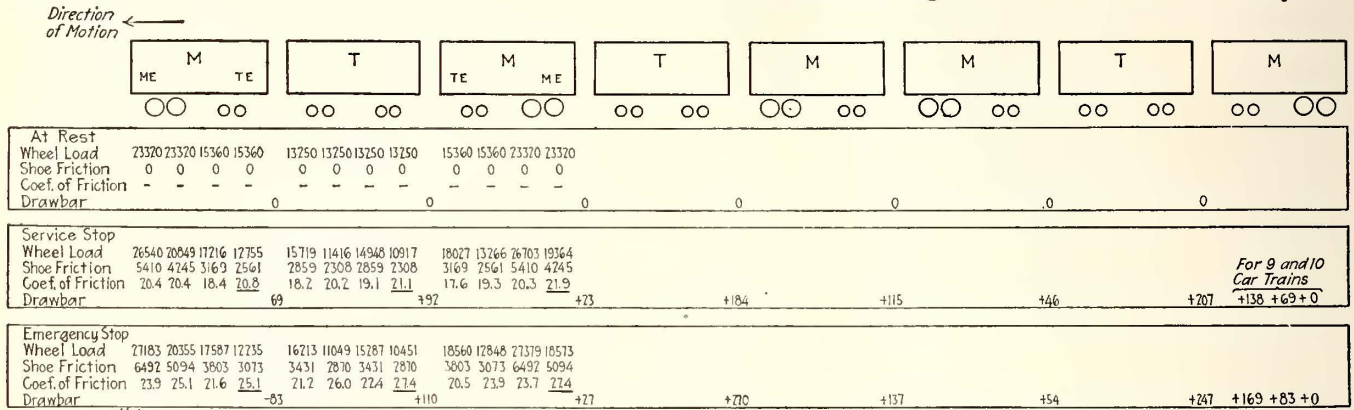 Direction
of Motion
M T M T M M T M
ME TE TE ME
At Rest
Wheel Load 23320 23320 15360 15360 13250 13250 13250 13250 15360 15360 23320 23320
Shoe Friction 0 0 0 0 0 0 0 0 0 0 0 0
Coef. of Friction - - - - - - - - - - - -
Drawbar 0 0 0 0 0 0 0
Service Stop
Wheel Load 26540 20849 17216 12755 15719 11416 14948 10917 18027 13266 26703 19364
Shoe Friction 5410 4245 3169 2561 2859 2308 2859 2308 3169 2561 5410 4245
Coef. of Friction 20.4 20.4 18.4 20.8 18.2 20.2 19.1 21.1 17.6 19.3 20.3 21.9
For 9 and 10
Car Trains
Drawbar 69 +92 +23 +184 +115 +46 +207 +138 +69 +0
Emergency Stop
Wheel Load 27183 20355 17587 12235 16213 11049 15287 10451 18560 12848 27379 18573
Shoe Friction 6492 5094 3803 3073 3431 2870 3431 2870 3803 3073 6492 5094
Coef. of Friction 23.9 25.1 21.6 25.1 21.2 26.0 22.4 27.4 20.5 23.9 23.7 27.4
Drawbar -83 +110 +27 +270 +137 +54 +247 +169 +83 +0